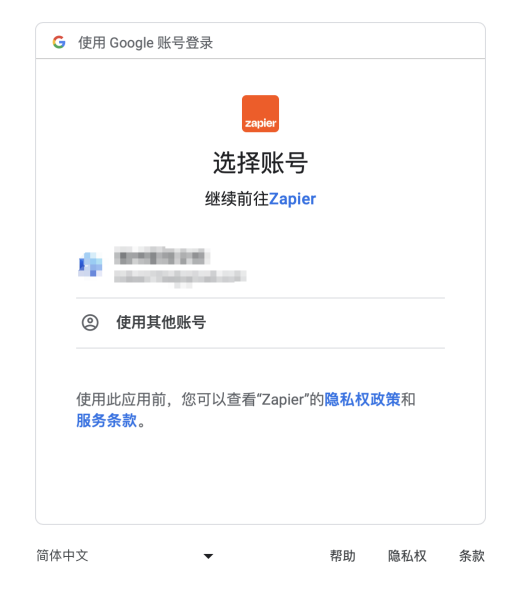 使用 Google 账号登录
zapier
选择账号
继续前往Zapier
使用其他账号
使用此应用前，您可以查看“Zapier”的隐私权政策和
服务条款。
简体中文
帮助 隐私权 条款